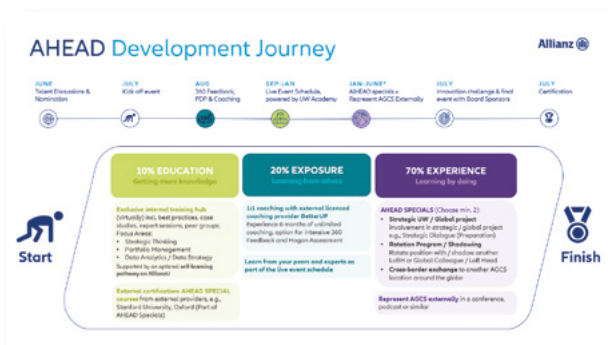 AHEAD Development Journey
Allianz
JUNE
Talent Discussions &
Nomination
JULY
Kick off event
AUG
360 Feedback,
PDP & Coaching
SEP-JAN
Live Event Schedule,
powered by UW Academy
JAN-JUNE*
AHEAD specials +
Represent AGCS Externally
JULY
Innovation challenge & final
event with Board Sponsors
JULY
Certification
10% EDUCATION
Getting more knowledge
Exclusive internal training hub
(virtually) incl. best practices, case
studies, expert sessions, peer groups.
Focus Areas:
• Strategic Thinking
• Portfolio Management
• Data Analytics / Data Strategy
Supported by an optional self-learning
pathway on AllianzU
External certifications AHEAD SPECIAL
courses from external providers, e.g.,
Stanford University, Oxford (Part of
AHEAD Specials)
20% EXPOSURE
Learning from others
1:1 coaching with external licensed
coaching provider BetterUP
Experience 6 months of unlimited
coaching, option for intensive 360
Feedback and Hogan Assessment
Learn from your peers and experts as
part of the live event schedule
70% EXPERIENCE
Learning by doing
AHEAD SPECIALS (Choose min. 2)
• Strategic UW / Global project
involvement in strategic / global project
e.g., Strategic Dialogue (Preparation)
• Rotation Program / Shadowing
Rotate position with / shadow another
LoBH or Global Colleague / LoB Head
• Cross-border exchange to another AGCS
location around the globe
Represent AGCS externally in a conference,
podcast or similar
Start
Finish